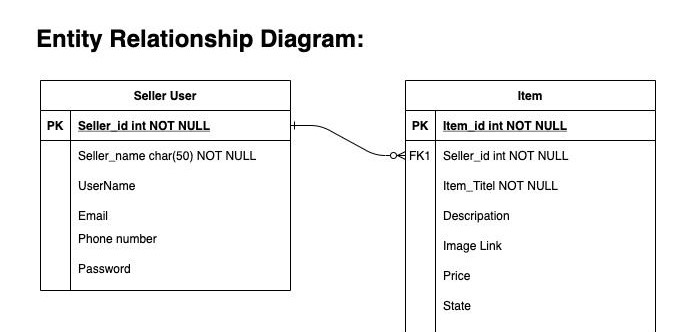 Entity Relationship Diagram:
Seller User
PK Seller_id int NOT NULL
Seller_name char(50) NOT NULL
UserName
Email
Phone number
Password
Item
PK Item_id int NOT NULL
FK1 Seller_id int NOT NULL
Item_Titel NOT NULL
Descripation
Image Link
Price
State